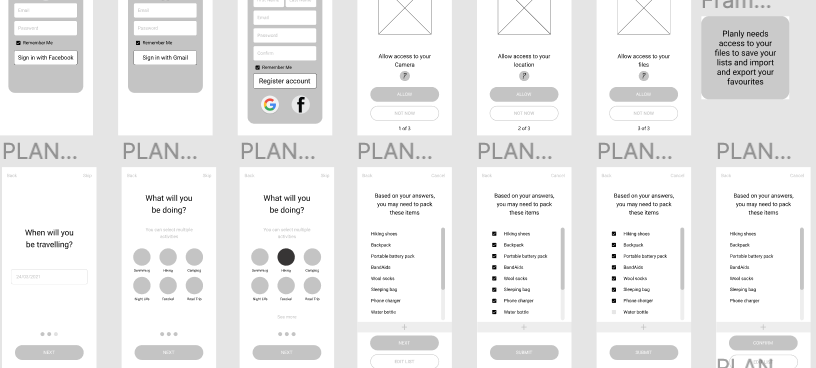 Fram...
Email
Password
Remember Me
Sign in with Facebook
Email
Password
Remember Me
Sign in with Gmail
First Name
Last Name
Email
Password
Confirm
Remember Me
Register account
G
f
Allow access to your
Camera
?
ALLOW
NOT NOW
1 of 3
Allow access to your
location
?
ALLOW
NOT NOW
2 of 3
Allow access to your
files
?
ALLOW
NOT NOW
3 of 3
Planly needs
access to your
files to save your
lists and import
and export your
favourites
PLAN...
PLAN...
PLAN...
PLAN...
PLAN...
PLAN...
PLAN...
Back
Skip
When will you
be travelling?
NEXT
Back
Skip
What will you
be doing?
You can select multiple
activities
Swimming
Hiking
Camping
Night Life
Tourist
Road Trip
NEXT
Back
Skip
What will you
be doing?
You can select multiple
activities
Swimming
Hiking
Camping
Night Life
Tourist
Road Trip
See more
NEXT
Back
Cancel
Based on your answers,
you may need to pack
these items
Hiking shoes
Backpack
Portable battery pack
BandAids
Wool socks
Sleeping bag
Phone charger
Water bottle
+
NEXT
EDIT LIST
Back
Cancel
Based on your answers,
you may need to pack
these items
Hiking shoes
Backpack
Portable battery pack
BandAids
Wool socks
Sleeping bag
Phone charger
Water bottle
+
SUBMIT
Back
Cancel
Based on your answers,
you may need to pack
these items
Hiking shoes
Backpack
Portable battery pack
BandAids
Wool socks
Sleeping bag
Phone charger
Water bottle
+
SUBMIT
Back
Cancel
Based on your answers,
you may need to pack
these items
Hiking shoes
Backpack
Portable battery pack
BandAids
Wool socks
Sleeping bag
Phone charger
+
CONFIRM
PLAN...